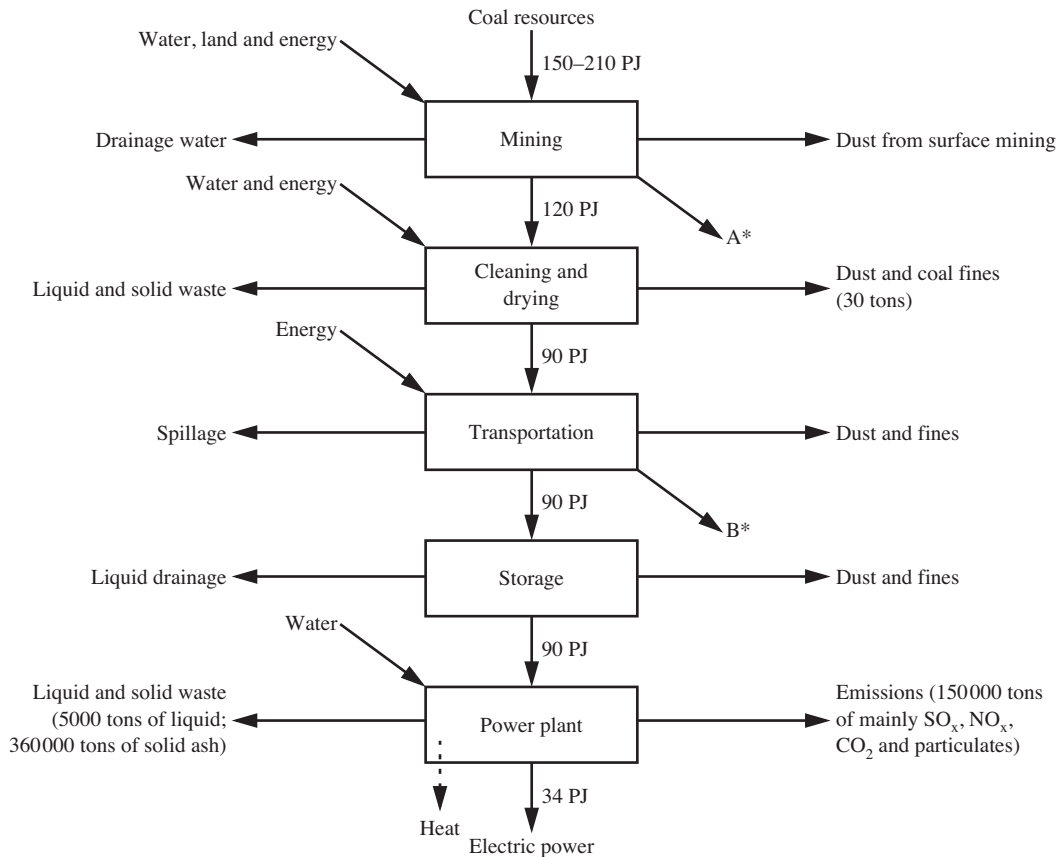 Coal resources
Water, land and energy
150–210 PJ
Drainage water
Mining
Dust from surface mining
Water and energy
120 PJ
A*
Liquid and solid waste
Cleaning and
drying
Dust and coal fines
(30 tons)
Energy
90 PJ
Spillage
Transportation
Dust and fines
90 PJ
B*
Liquid drainage
Storage
Dust and fines
Water
90 PJ
Liquid and solid waste
(5000 tons of liquid;
360000 tons of solid ash)
Power plant
Emissions (150000 tons
of mainly SOₓ, NOₓ,
CO₂ and particulates)
34 PJ
Heat
Electric power